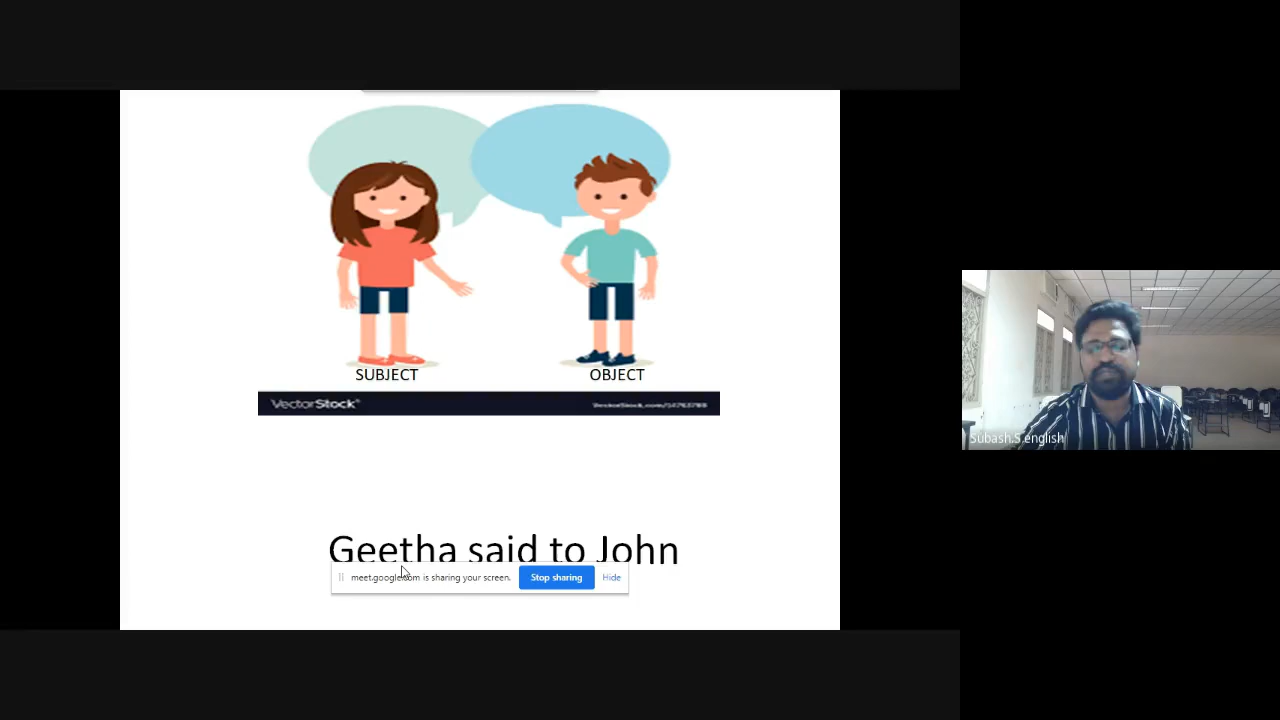 SUBJECT OBJECT
VectorStock®
Geetha said to John
meet.google.com is sharing your screen. Stop sharing Hide
Subash.S.english